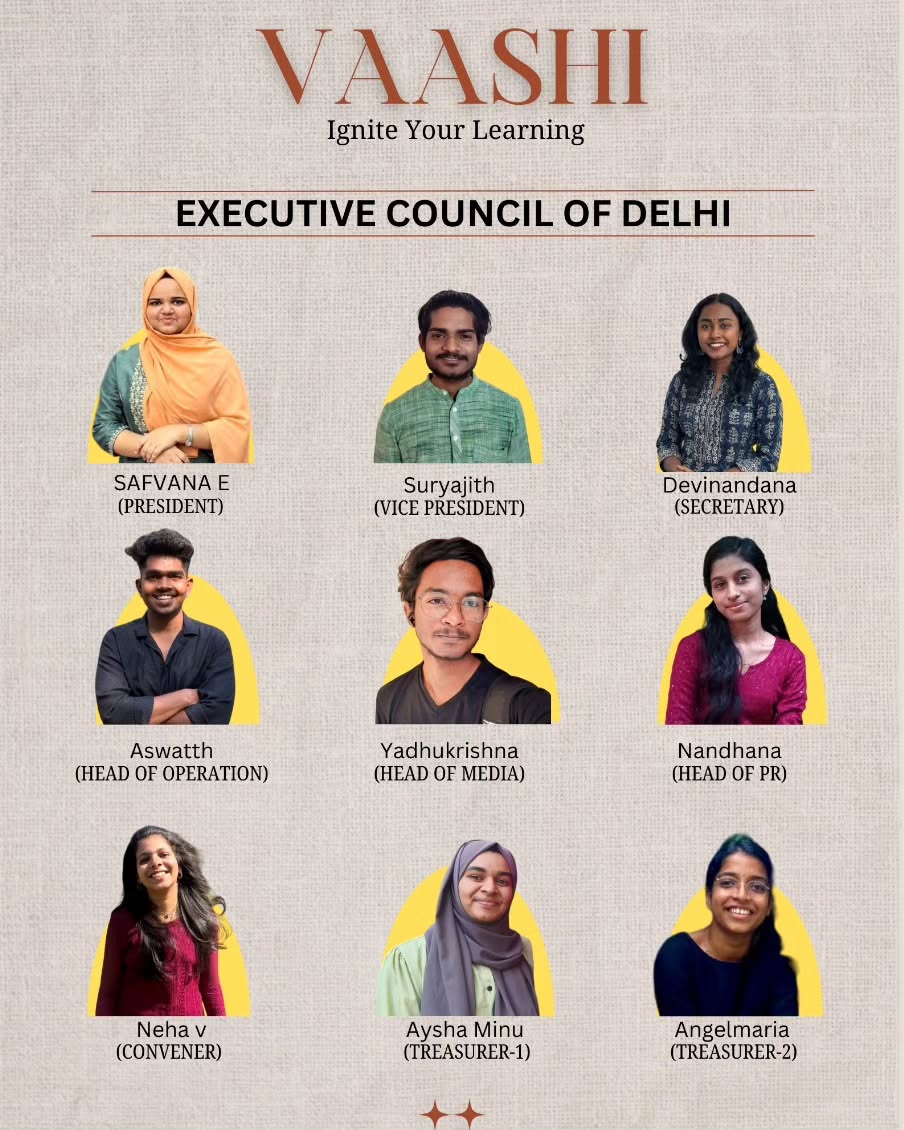 VAASHI
Ignite Your Learning
EXECUTIVE COUNCIL OF DELHI
SAFVANA E
(PRESIDENT)
Suryajith
(VICE PRESIDENT)
Devinandana
(SECRETARY)
Aswatth
(HEAD OF OPERATION)
Yadhukrishna
(HEAD OF MEDIA)
Nandhana
(HEAD OF PR)
Neha v
(CONVENER)
Aysha Minu
(TREASURER-1)
Angelmaria
(TREASURER-2)